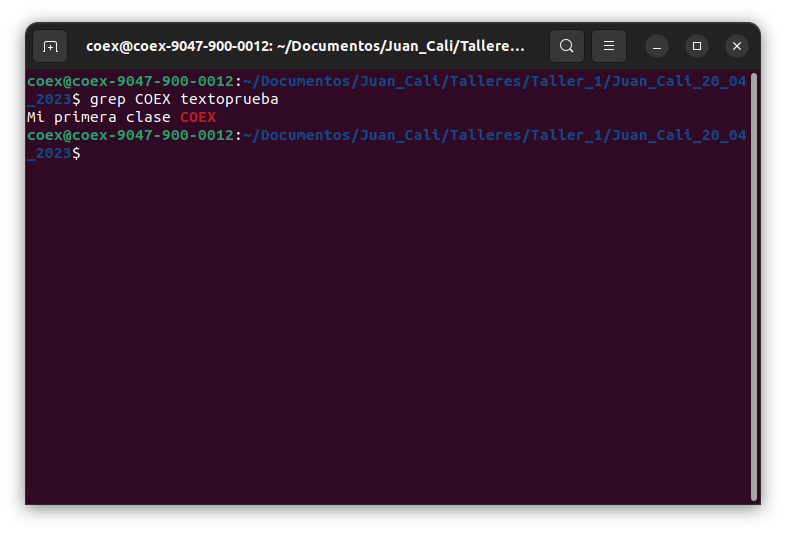 coex@coex-9047-900-0012: ~/Documentos/Juan_Cali/Tallere...
coex@coex-9047-900-0012:~/Documentos/Juan_Cali/Talleres/Taller_1/Juan_Cali_20_04
_2023$ grep COEX textoprueba
Mi primera clase COEX
coex@coex-9047-900-0012:~/Documentos/Juan_Cali/Talleres/Taller_1/Juan_Cali_20_04
_2023$